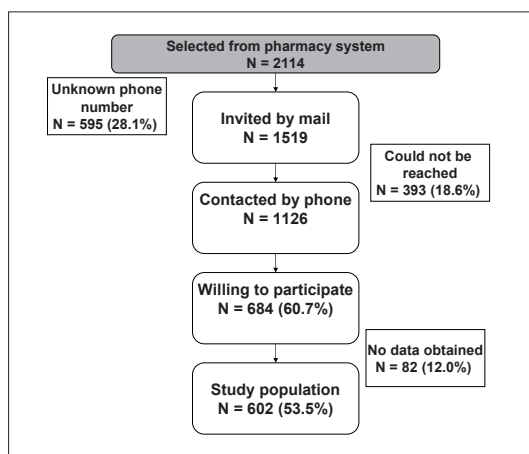 Selected from pharmacy system
N = 2114
Unknown phone
number
N = 595 (28.1%)
Invited by mail
N = 1519
Could not be
reached
N = 393 (18.6%)
Contacted by phone
N = 1126
Willing to participate
N = 684 (60.7%)
No data obtained
N = 82 (12.0%)
Study population
N = 602 (53.5%)